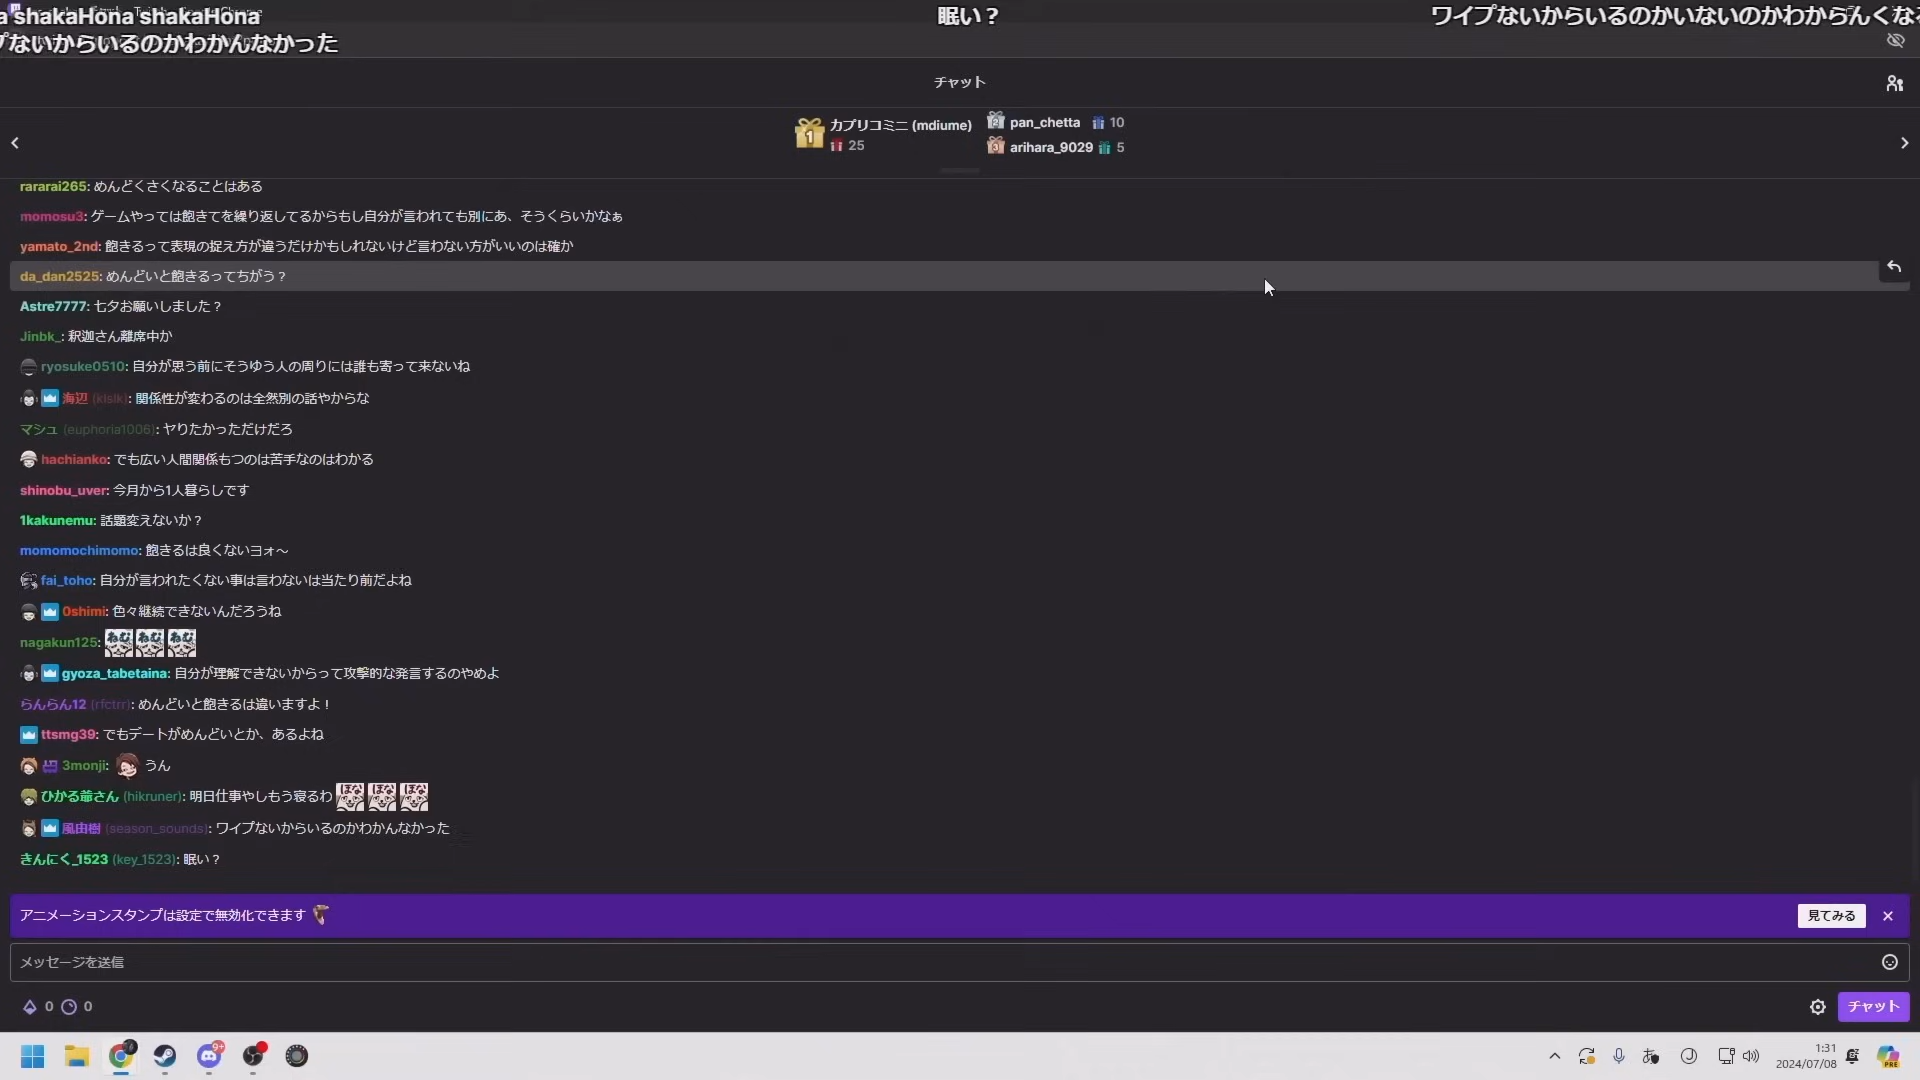 a shakaHona shakaHona
眠い？
ワイプないからいるのかいないのかわからんくなる
プないからいるのかわかんなかった
チャット
カプリコミニ (mdiume)
25
pan_chetta 10
arihara_9029 5
rararai265: めんどくさくなることはある
momosu3: ゲームやっては飽きてを繰り返してるからもし自分が言われても別にあ、そうくらいかなぁ
yamato_2nd: 飽きるって表現の捉え方が違うだけかもしれないけど言わない方がいいのは確か
da_dan2525: めんどいと飽きるってちがう？
Astre7777: 七夕お願いしました？
Jinbk_: 釈迦さん離席中か
ryosuke0510: 自分が思う前にそうゆう人の周りには誰も寄って来ないね
海辺 (kislk): 関係性が変わるのは全然別の話やからな
マシュ (euphoria1006): ヤりたかっただけだろ
hachianko: でも広い人間関係もつのは苦手なのはわかる
shinobu_uver: 今月から1人暮らしです
1kakunemu: 話題変えないか？
momomochimomo: 飽きるは良くないヨォ〜
fai_toho: 自分が言われたくない事は言わないは当たり前だよね
0shimi: 色々継続できないんだろうね
nagakun125: ねむ ねむ ねむ
gyoza_tabetaina: 自分が理解できないからって攻撃的な発言するのやめよ
らんらん12 (rfctrr): めんどいと飽きるは違いますよ！
ttsmg39: でもデートがめんどいとか、あるよね
3monji: うん
ひかる爺さん (hikruner): 明日仕事やしもう寝るわ ほな ほな ほな
風由樹 (season_sounds): ワイプないからいるのかわかんなかった
きんにく_1523 (key_1523): 眠い？
アニメーションスタンプは設定で無効化できます
見てみる
メッセージを送信
0 0
チャット
9+
あ
1:31
2024/07/08
PRE